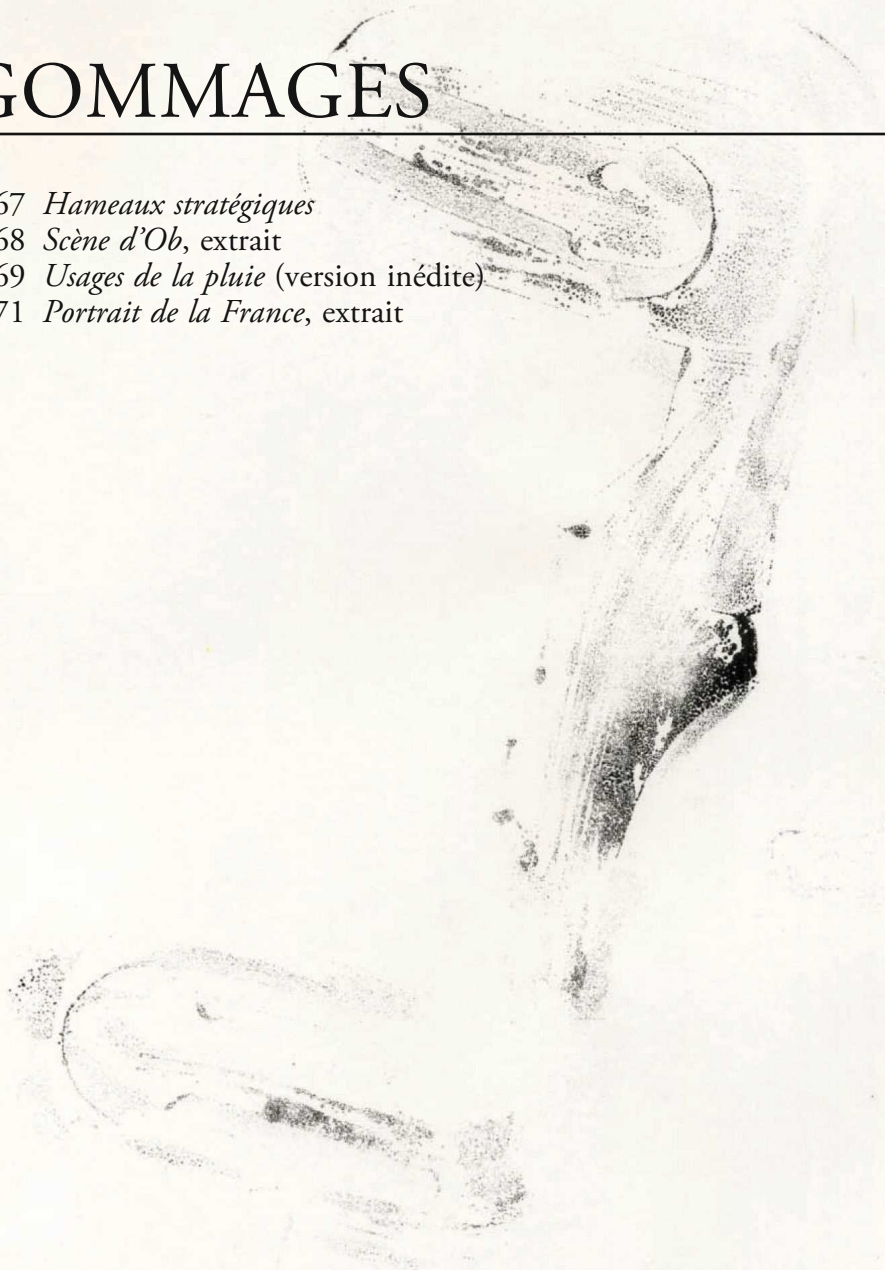 GOMMAGES
67 Hameaux stratégiques
68 Scène d’Ob, extrait
69 Usages de la pluie (version inédite)
71 Portrait de la France, extrait